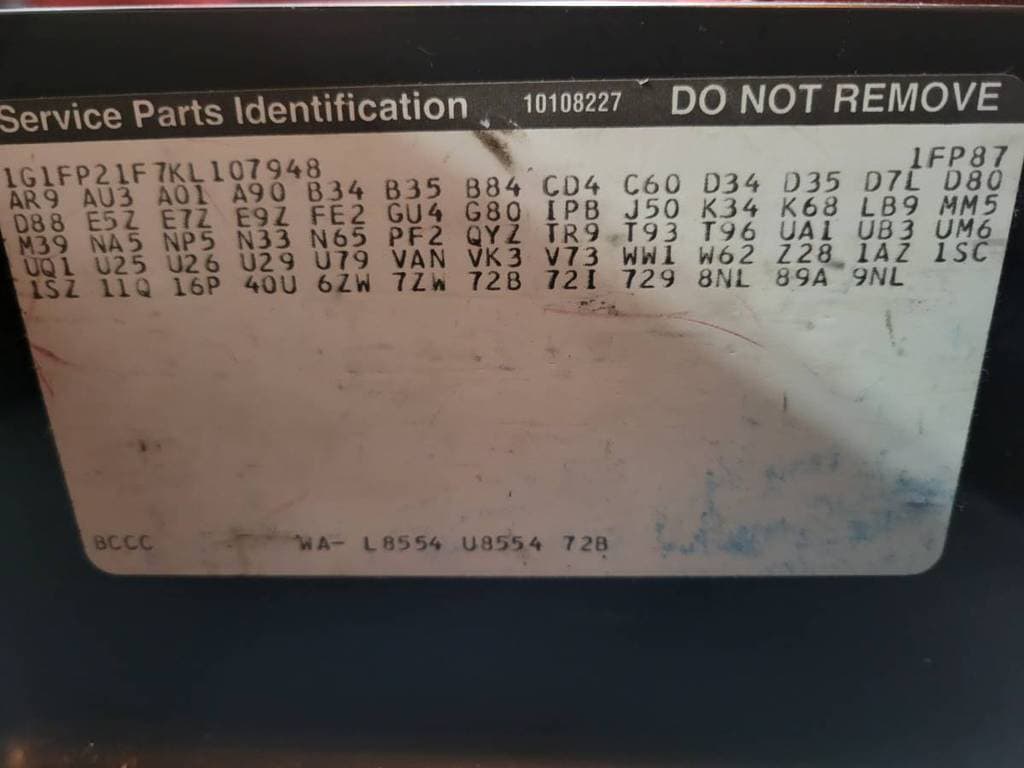 Service Parts Identification 10108227 DO NOT REMOVE
1G1FP21F7KL107948 1FP87
AR9 AU3 A01 A90 B34 B35 B84 CD4 C60 D34 D35 D7L D80
D88 E5Z E7Z E9Z FE2 GU4 G80 IPB J50 K34 K68 LB9 MM5
M39 NA5 NP5 N33 N65 PF2 QYZ TR9 T93 T96 UA1 UB3 UM6
UQ1 U25 U26 U29 U79 VAN VK3 V73 WW1 W62 Z28 1AZ 1SC
1SZ 11Q 16P 40U 6ZW 7ZW 72B 72I 729 8NL 89A 9NL
BCCC WA- L8554 U8554 72B